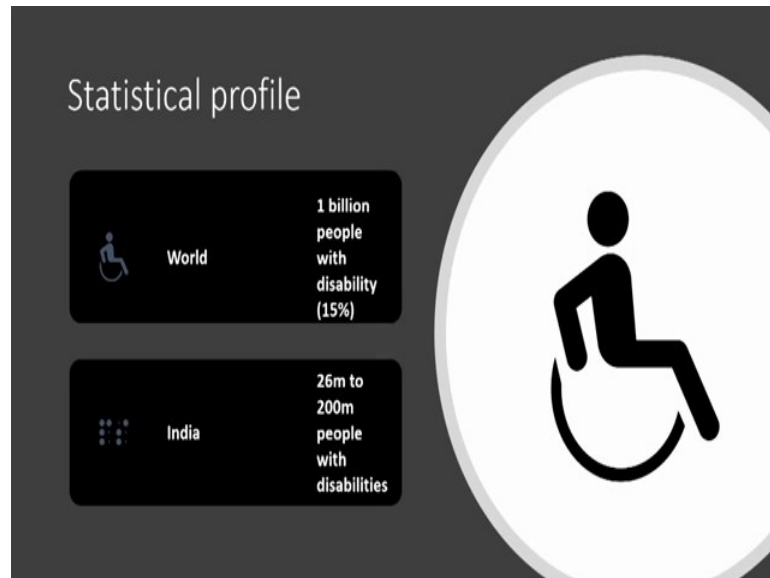 Statistical profile
World
1 billion
people
with
disability
(15%)
India
26m to
200m
people
with
disabilities